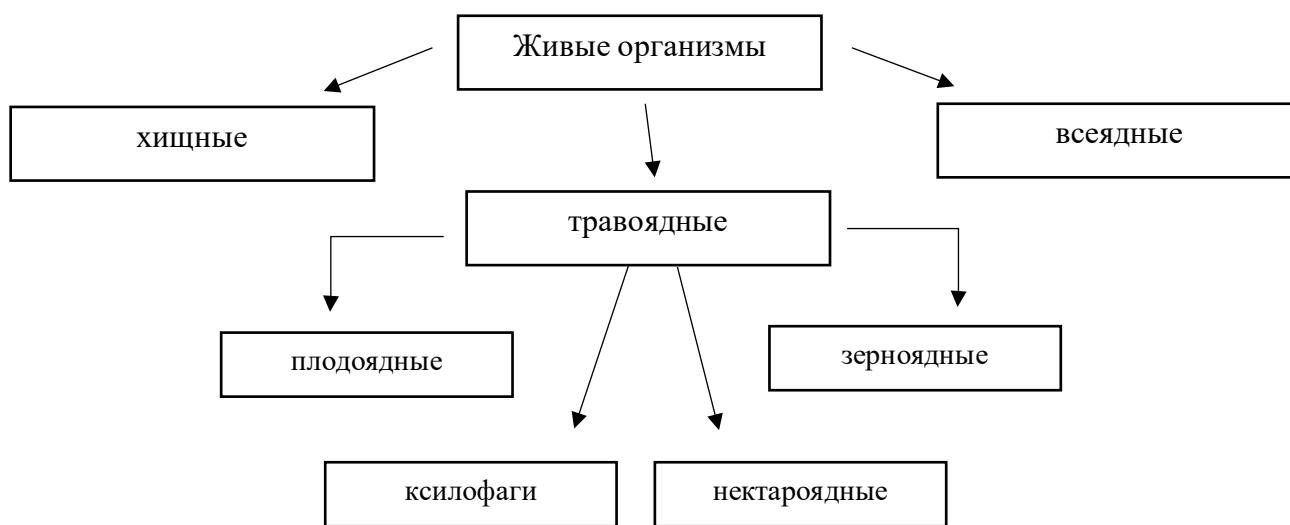 Живые организмы
хищные
всеядные
травоядные
плодоядные
зерноядные
ксилофаги
нектароядные